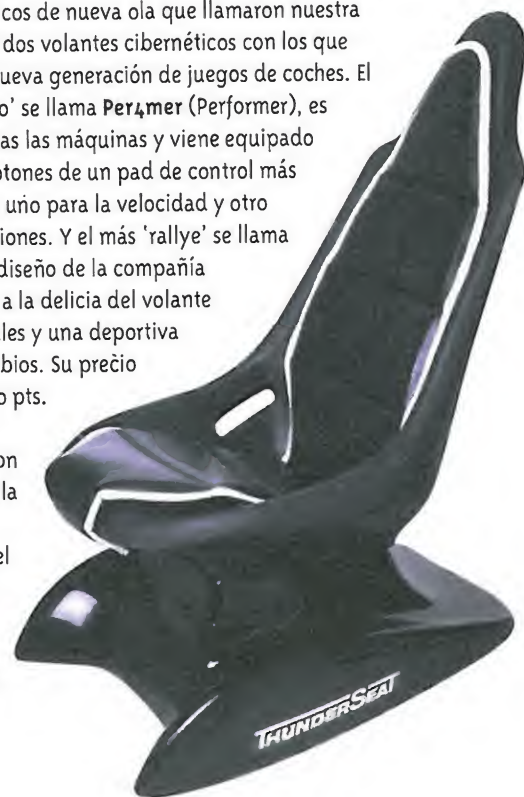 cos de nueva ola que llamaron nuestra
dos volantes cibernéticos con los que
ueva generación de juegos de coches. El
o' se llama Per4mer (Performer), es
as las máquinas y viene equipado
otones de un pad de control más
uno para la velocidad y otro
iones. Y el más 'rallye' se llama
diseño de la compañía
a la delicia del volante
les y una deportiva
bios. Su precio
o pts.
on
la
el
THUNDERSEAT